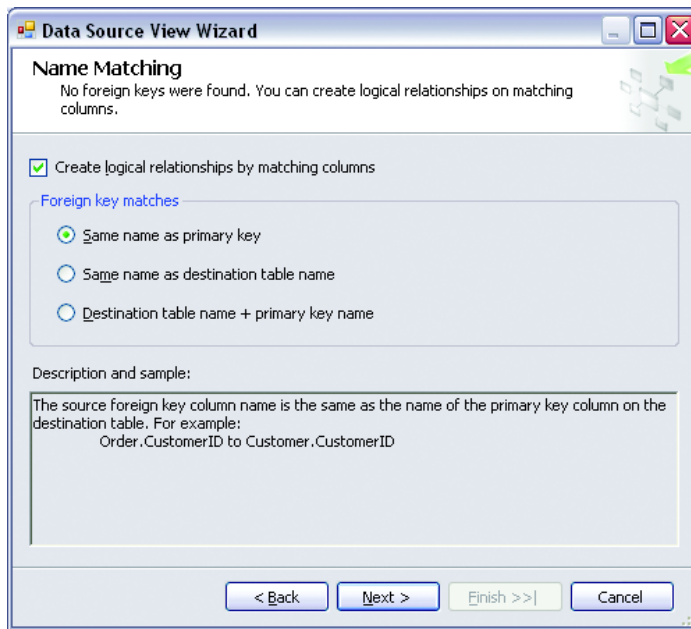 Data Source View Wizard
Name Matching
No foreign keys were found. You can create logical relationships on matching
columns.
Create logical relationships by matching columns
Foreign key matches
Same name as primary key
Same name as destination table name
Destination table name + primary key name
Description and sample:
The source foreign key column name is the same as the name of the primary key column on the
destination table. For example:
Order.CustomerID to Customer.CustomerID
< Back
Next >
Finish >>|
Cancel